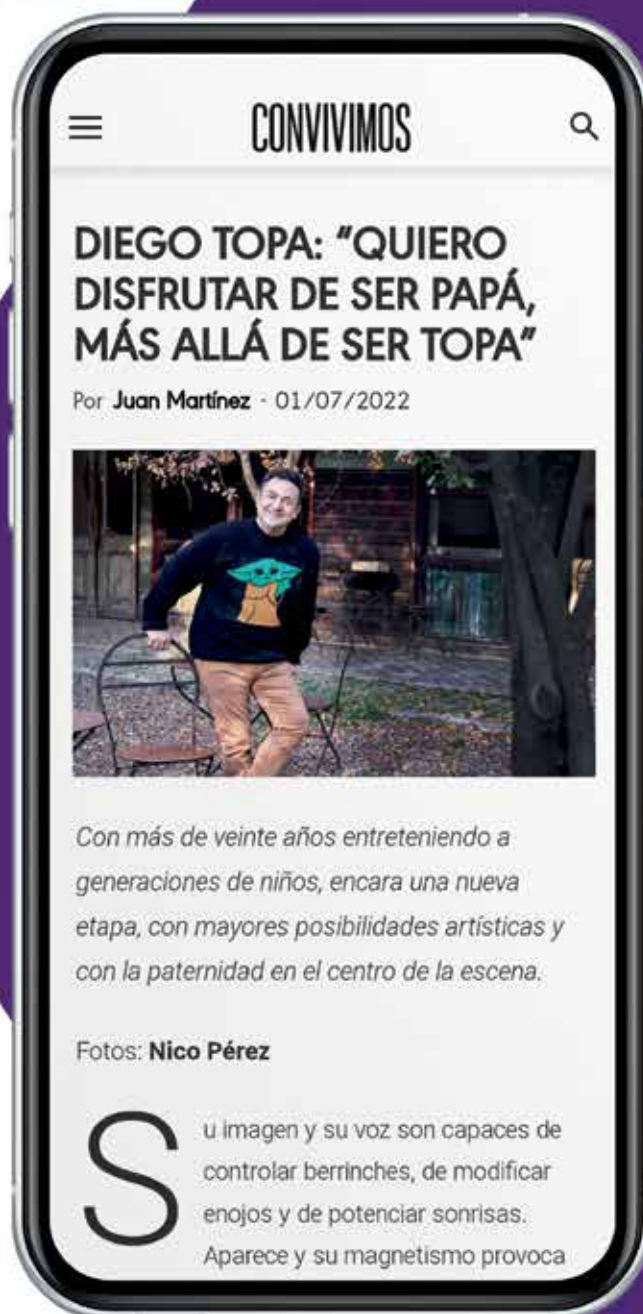 CONVIVIMOS
DIEGO TOPA: “QUIERO
DISFRUTAR DE SER PAPÁ,
MÁS ALLÁ DE SER TOPA”
Por Juan Martínez - 01/07/2022
Con más de veinte años entreteniendo a
generaciones de niños, encara una nueva
etapa, con mayores posibilidades artísticas y
con la paternidad en el centro de la escena.
Fotos: Nico Pérez
Su imagen y su voz son capaces de
controlar berrinches, de modificar
enojos y de potenciar sonrisas.
Aparece y su magnetismo provoca